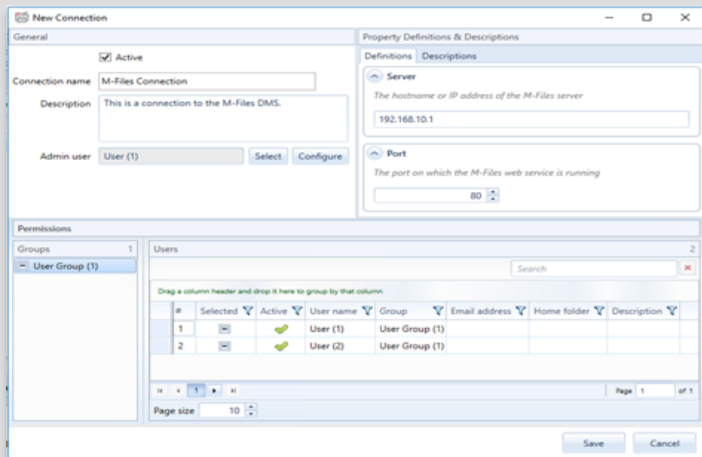 New Connection
General
Active
Connection name M-Files Connection
Description This is a connection to the M-Files DMS.
Admin user User (1) Select Configure
Property Definitions & Descriptions
Definitions Descriptions
Server
The hostname or IP address of the M-Files server
192.168.10.1
Port
The port on which the M-Files web service is running
80
Permissions
Groups 1
User Group (1)
Users 2
Search
Drag a column header and drop it here to group by that column
# Selected Active User name Group Email address Home folder Description
1 User (1) User Group (1)
2 User (2) User Group (1)
1 Page 1 of 1
Page size 10
Save Cancel